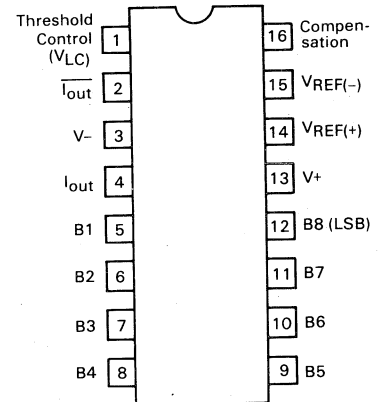 Threshold
Control
(VLC)
1
16
Compen-
sation
Iout
2
15
VREF(-)
V-
3
14
VREF(+)
Iout
4
13
V+
B1
5
12
B8 (LSB)
B2
6
11
B7
B3
7
10
B6
B4
8
9
B5